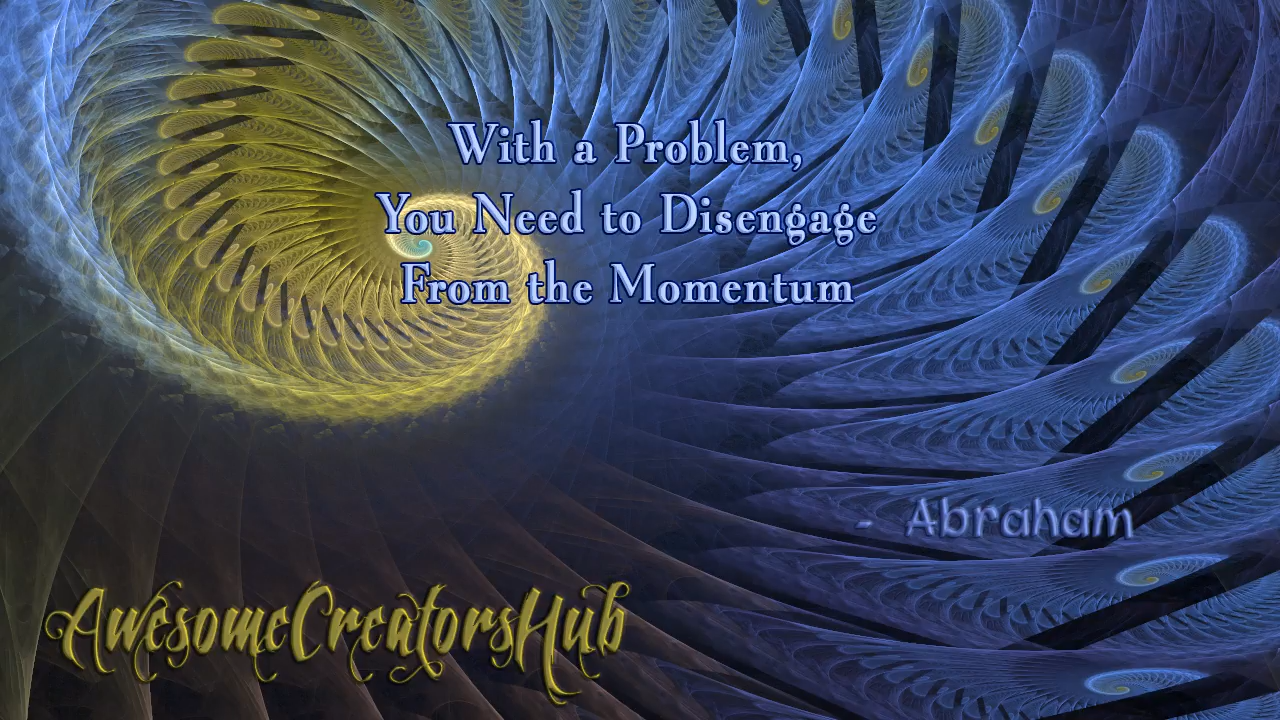 With a Problem,
You Need to Disengage
From the Momentum
- Abraham
AwesomeCreatorsHub